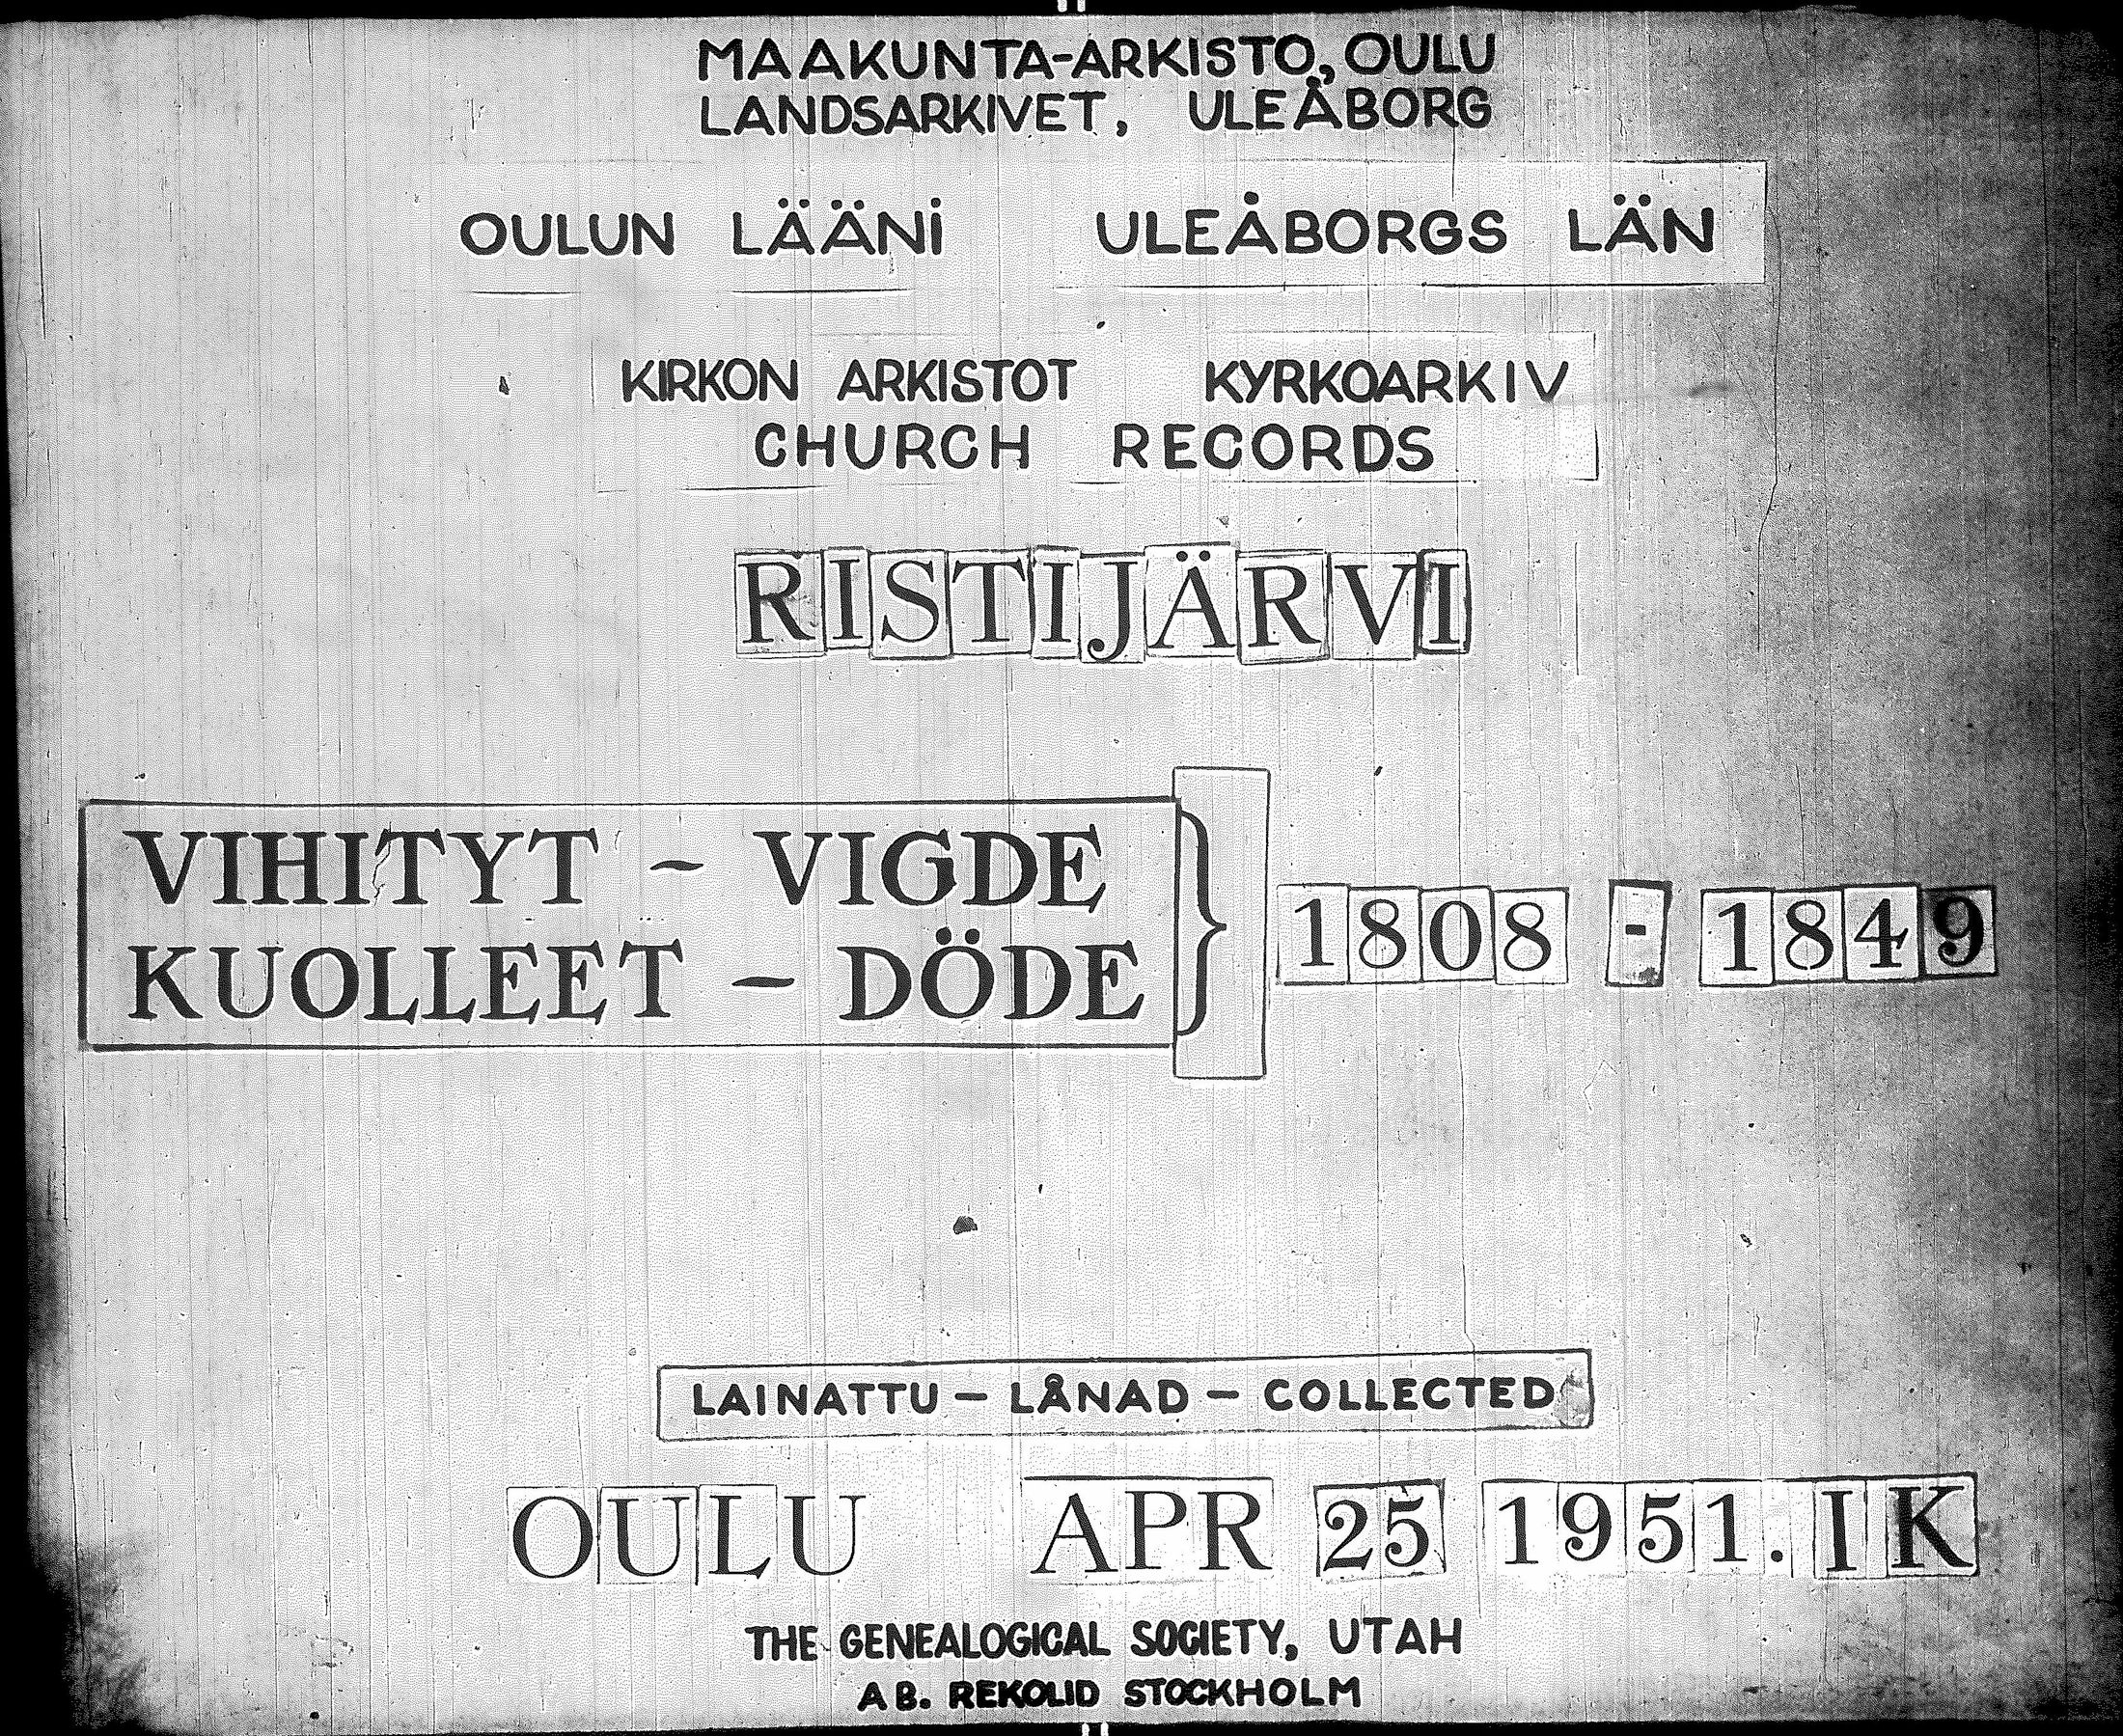 MAAKUNTA-ARKISTO, OULU
LANDSARKIVET, ULEÅBORG
OULUN LÄÄNI ULEÅBORGS LÄN
KIRKON ARKISTOT KYRKOARKIV
CHURCH RECORDS
RISTIJÄRVI
VIHITYT - VIGDE
KUOLLEET - DÖDE } 1808 - 1849
LAINATTU - LÅNAD - COLLECTED
OULU APR 25 1951. IK
THE GENEALOGICAL SOCIETY, UTAH
AB. REKOLID STOCKHOLM